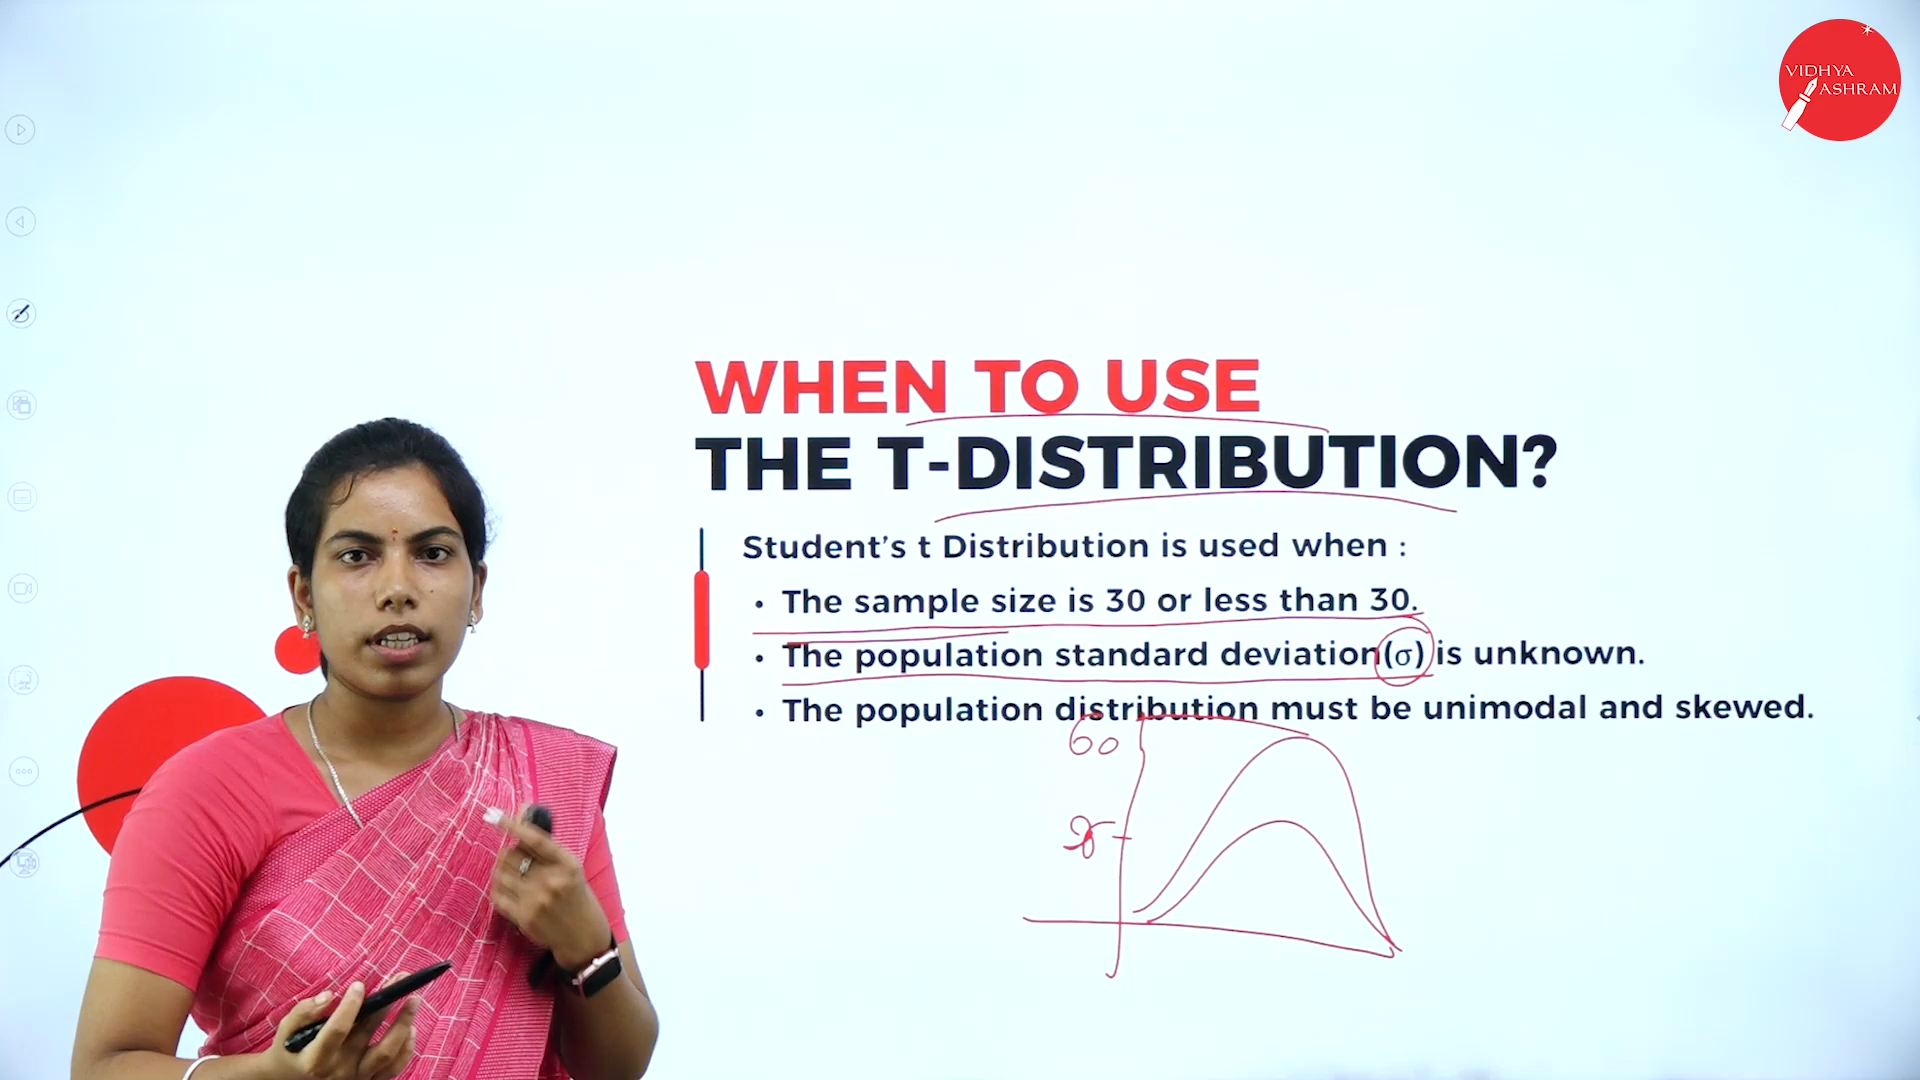 VIDHYA
ASHRAM
WHEN TO USE
THE T-DISTRIBUTION?
Student's t Distribution is used when :
• The sample size is 30 or less than 30.
• The population standard deviation(σ) is unknown.
• The population distribution must be unimodal and skewed.
60